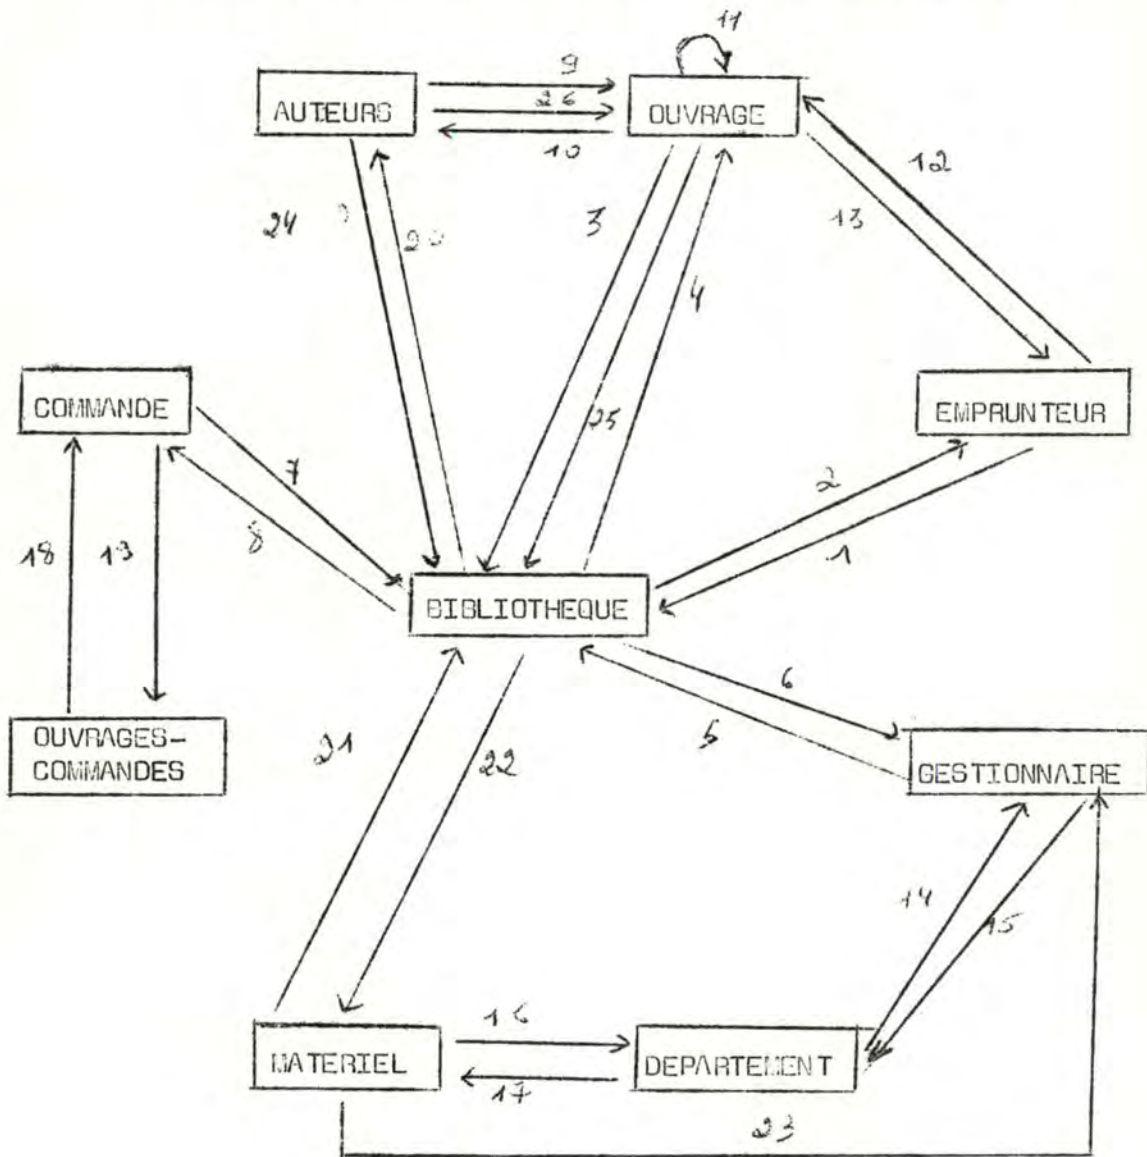 11
9
AUTEURS
26
OUVRAGE
10
12
13
24
20
3
4
25
COMMANDE
EMPRUNTEUR
7
8
2
1
18
19
BIBLIOTHEQUE
6
5
OUVRAGES-
COMMANDES
21
22
GESTIONNAIRE
14
15
16
MATERIEL
DEPARTEMENT
17
23